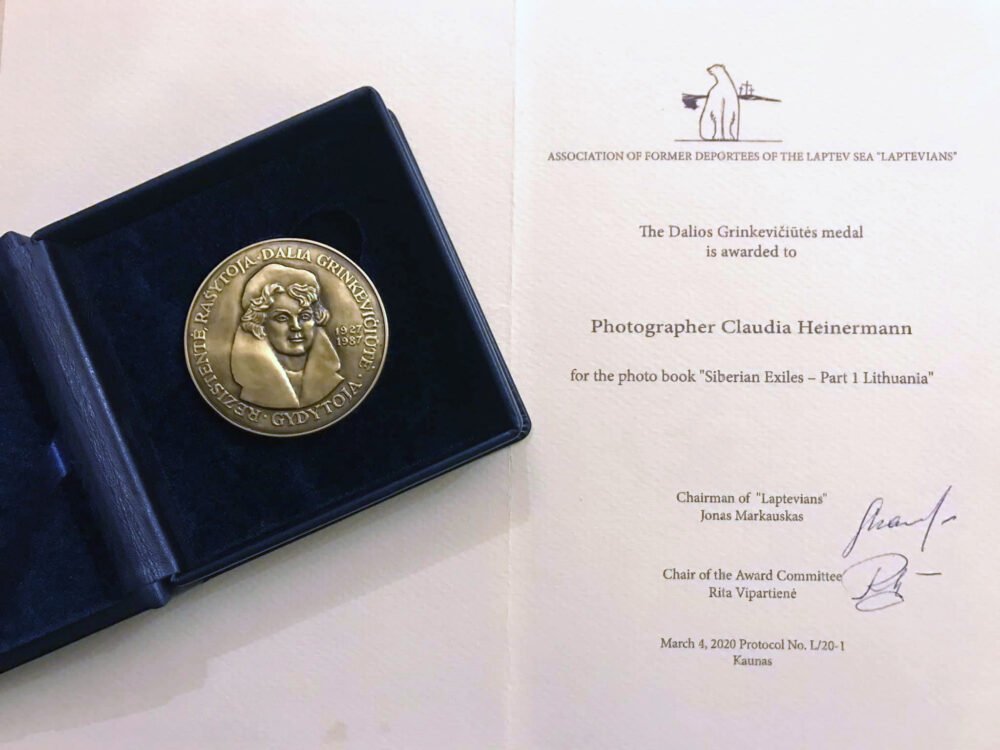 REZISTENTĖ, RAŠYTOJA · DALIA GRINKEVIČIŪTĖ · GYDYTOJA ·
1927
1987
ASSOCIATION OF FORMER DEPORTEES OF THE LAPTEV SEA "LAPTEVIANS"
The Dalios Grinkevičiūtės medal
is awarded to
Photographer Claudia Heinermann
for the photo book "Siberian Exiles – Part 1 Lithuania"
Chairman of "Laptevians"
Jonas Markauskas
Chair of the Award Committee
Rita Vipartienė
March 4, 2020 Protocol No. L/20-1
Kaunas